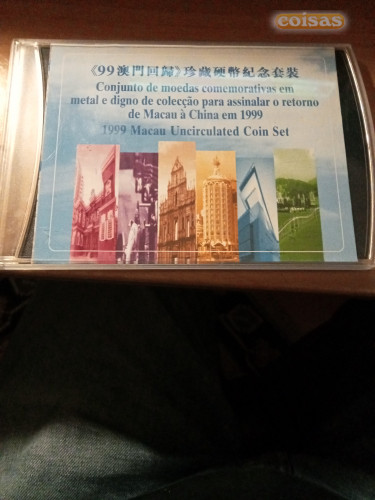 coisas
《99澳門回歸》珍藏硬幣紀念套裝
Conjunto de moedas comemorativas em
metal e digno de colecção para assinalar o retorno
de Macau à China em 1999
1999 Macau Uncirculated Coin Set